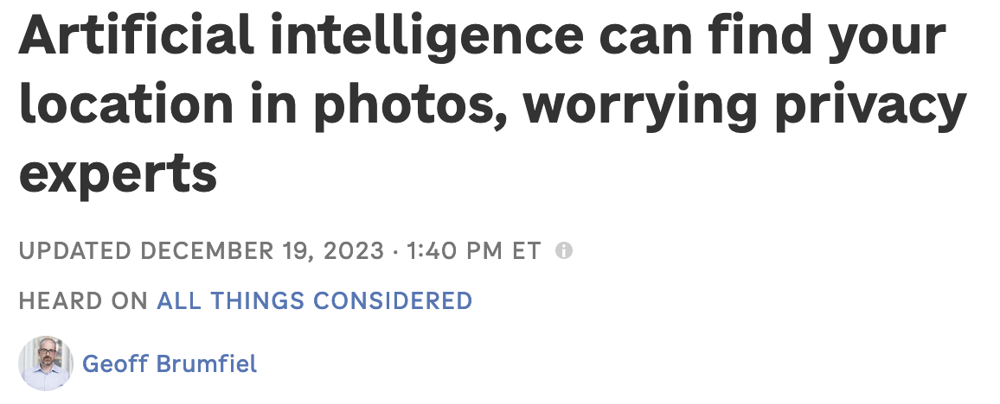 Artificial intelligence can find your
location in photos, worrying privacy
experts
UPDATED DECEMBER 19, 2023 · 1:40 PM ET
HEARD ON ALL THINGS CONSIDERED
Geoff Brumfiel